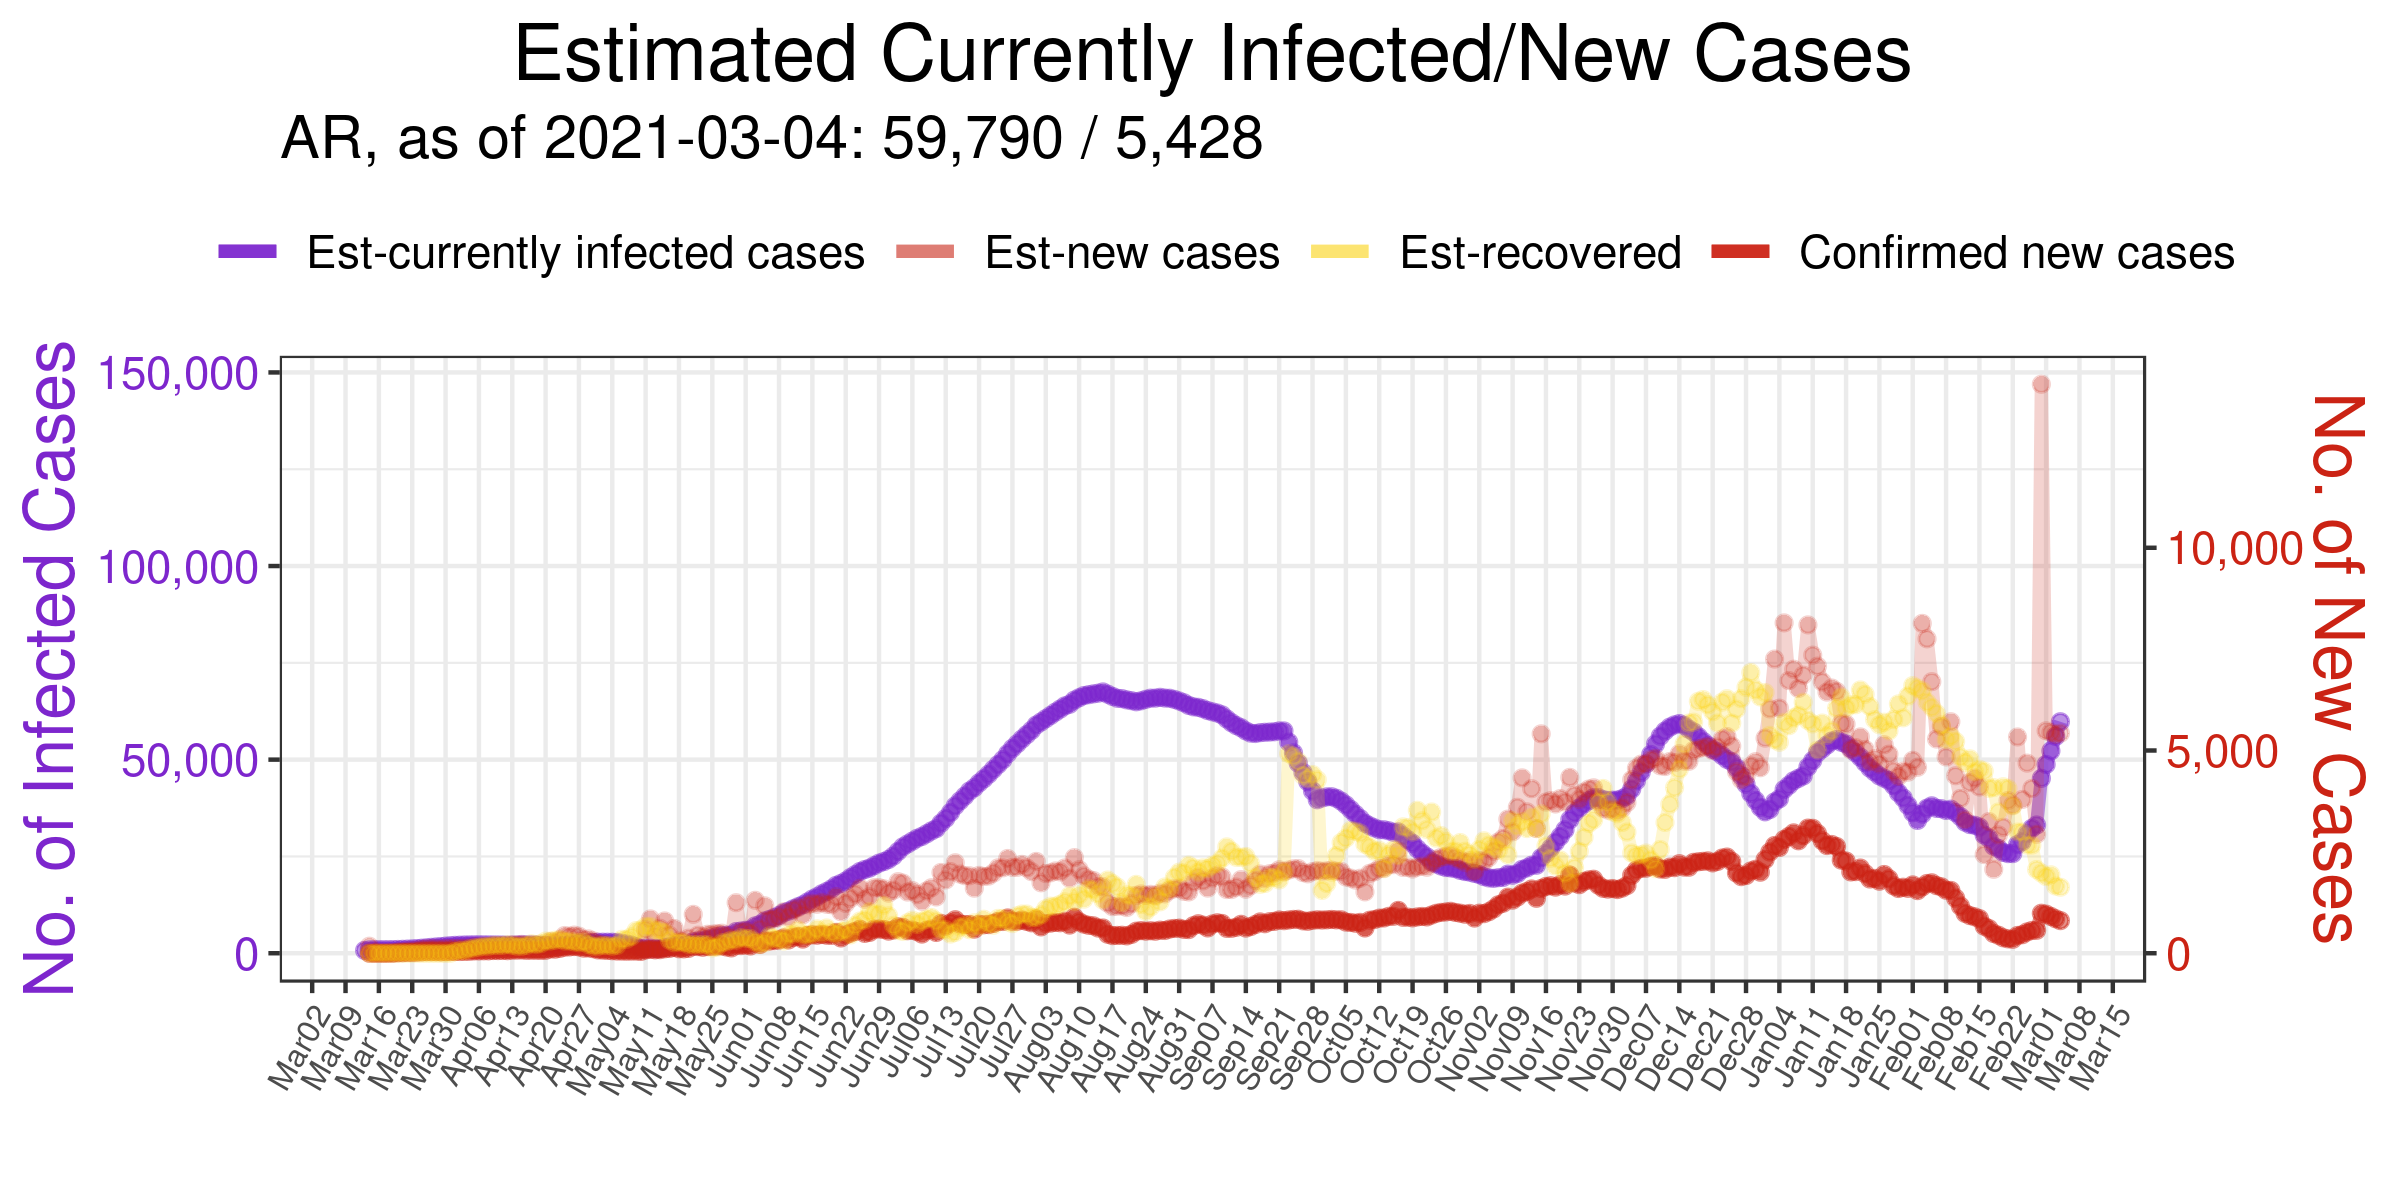 Estimated Currently Infected/New Cases
AR, as of 2021-03-04: 59,790 / 5,428
Est-currently infected cases Est-new cases Est-recovered Confirmed new cases
No. of Infected Cases
150,000
100,000
50,000
0
No. of New Cases
10,000
5,000
0
Mar02 Mar09 Mar16 Mar23 Mar30 Apr06 Apr13 Apr20 Apr27 May04 May11 May18 May25 Jun01 Jun08 Jun15 Jun22 Jun29 Jul06 Jul13 Jul20 Jul27 Aug03 Aug10 Aug17 Aug24 Aug31 Sep07 Sep14 Sep21 Sep28 Oct05 Oct12 Oct19 Oct26 Nov02 Nov09 Nov16 Nov23 Nov30 Dec07 Dec14 Dec21 Dec28 Jan04 Jan11 Jan18 Jan25 Feb01 Feb08 Feb15 Feb22 Mar01 Mar08 Mar15